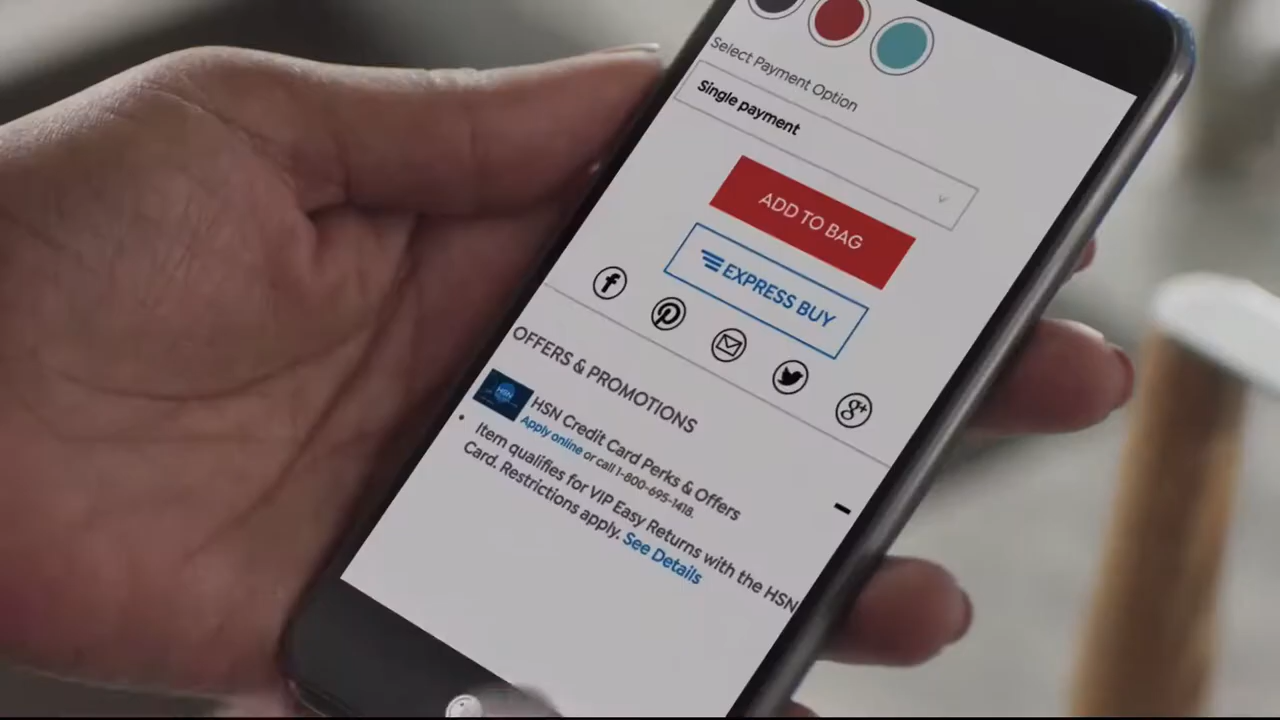 Select Payment Option
Single payment
ADD TO BAG
EXPRESS BUY
OFFERS & PROMOTIONS
HSN
HSN Credit Card Perks & Offers
Apply online or call 1-800-695-1418.
Item qualifies for VIP Easy Returns with the HSN
Card. Restrictions apply. See Details